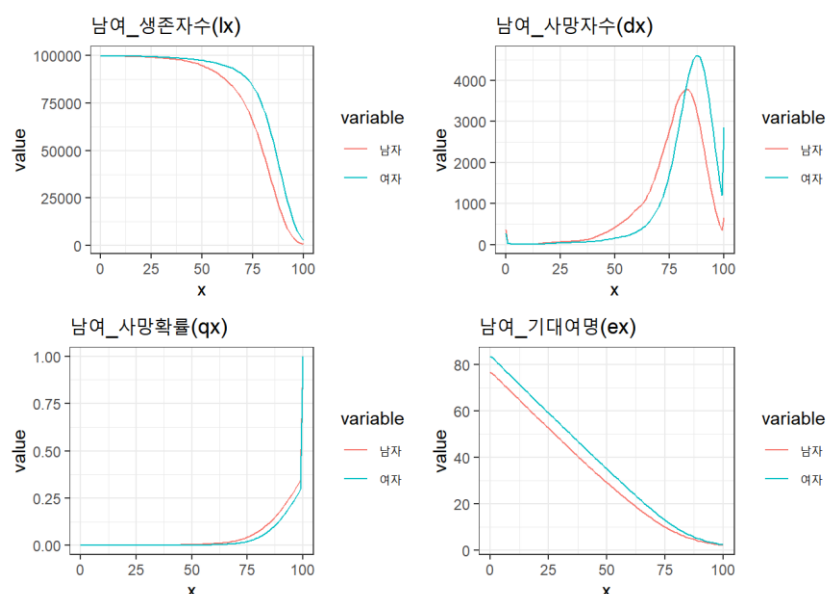 남여_생존자수(lx)
100000
75000
50000
25000
0
value
0
25
50
75
100
x
variable
남자
여자
남여_사망자수(dx)
4000
3000
2000
1000
0
value
0
25
50
75
100
x
variable
남자
여자
남여_사망확률(qx)
1.00
0.75
0.50
0.25
0.00
value
0
25
50
75
100
x
variable
남자
여자
남여_기대여명(ex)
80
60
40
20
0
value
0
25
50
75
100
x
variable
남자
여자